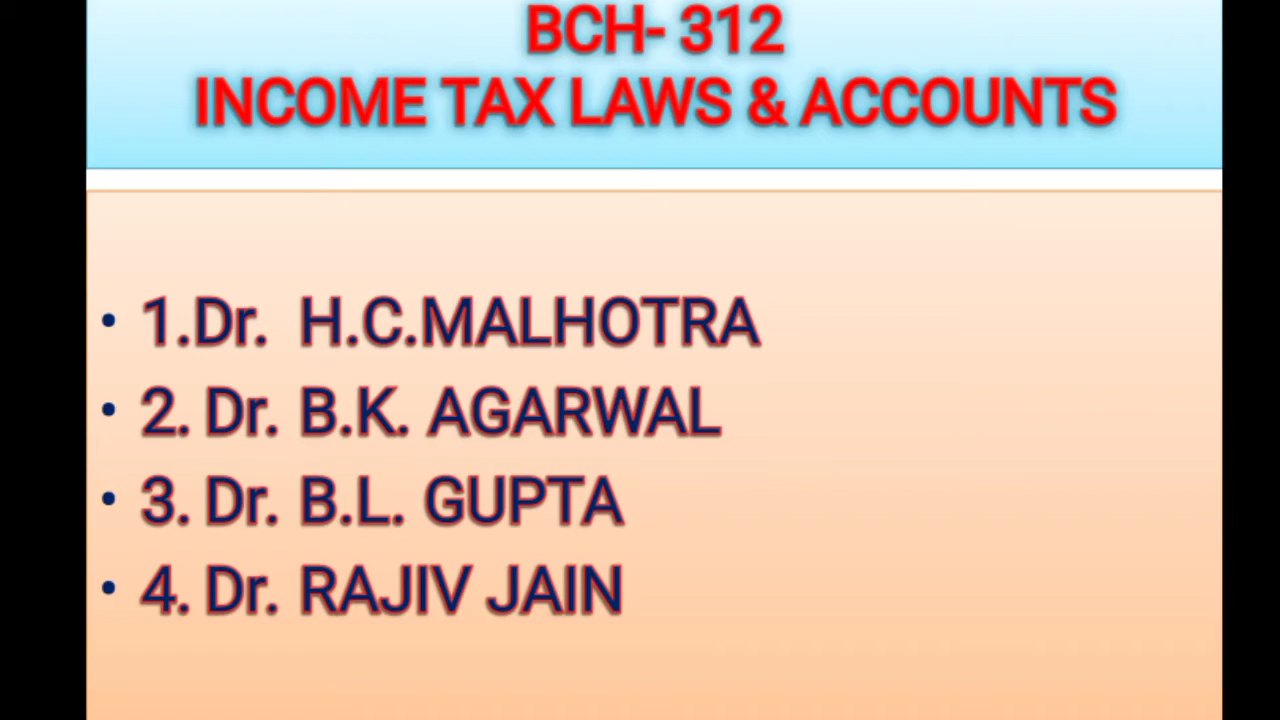 BCH- 312
INCOME TAX LAWS & ACCOUNTS
• 1.Dr. H.C.MALHOTRA
• 2. Dr. B.K. AGARWAL
• 3. Dr. B.L. GUPTA
• 4. Dr. RAJIV JAIN